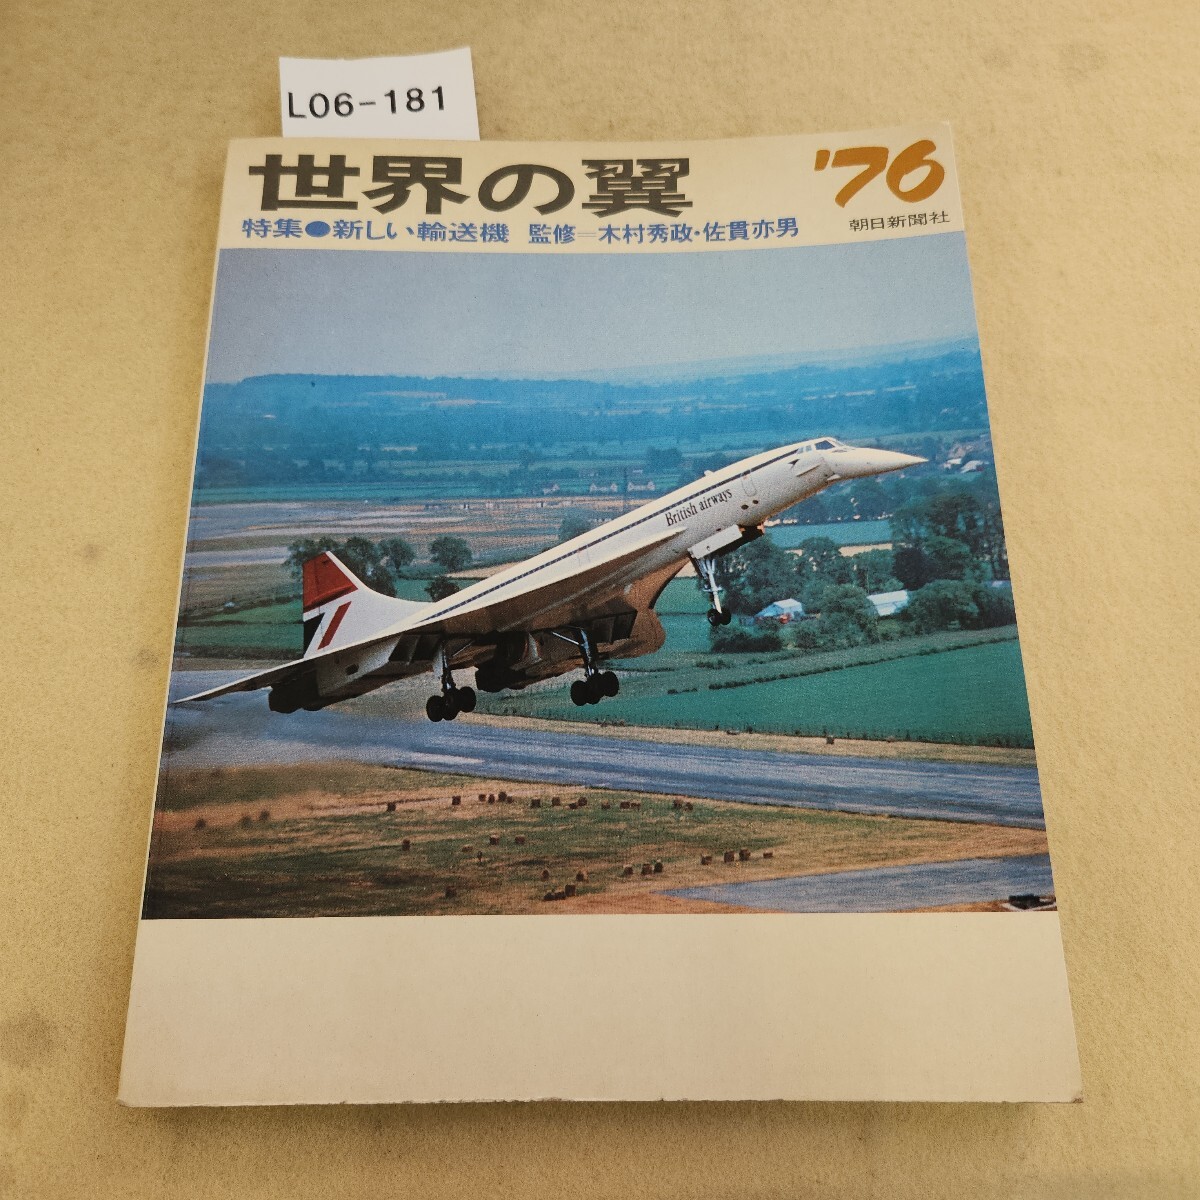 L06-181
世界の翼 '76
特集●新しい輸送機 監修=木村秀政・佐貫亦男 朝日新聞社
British airways